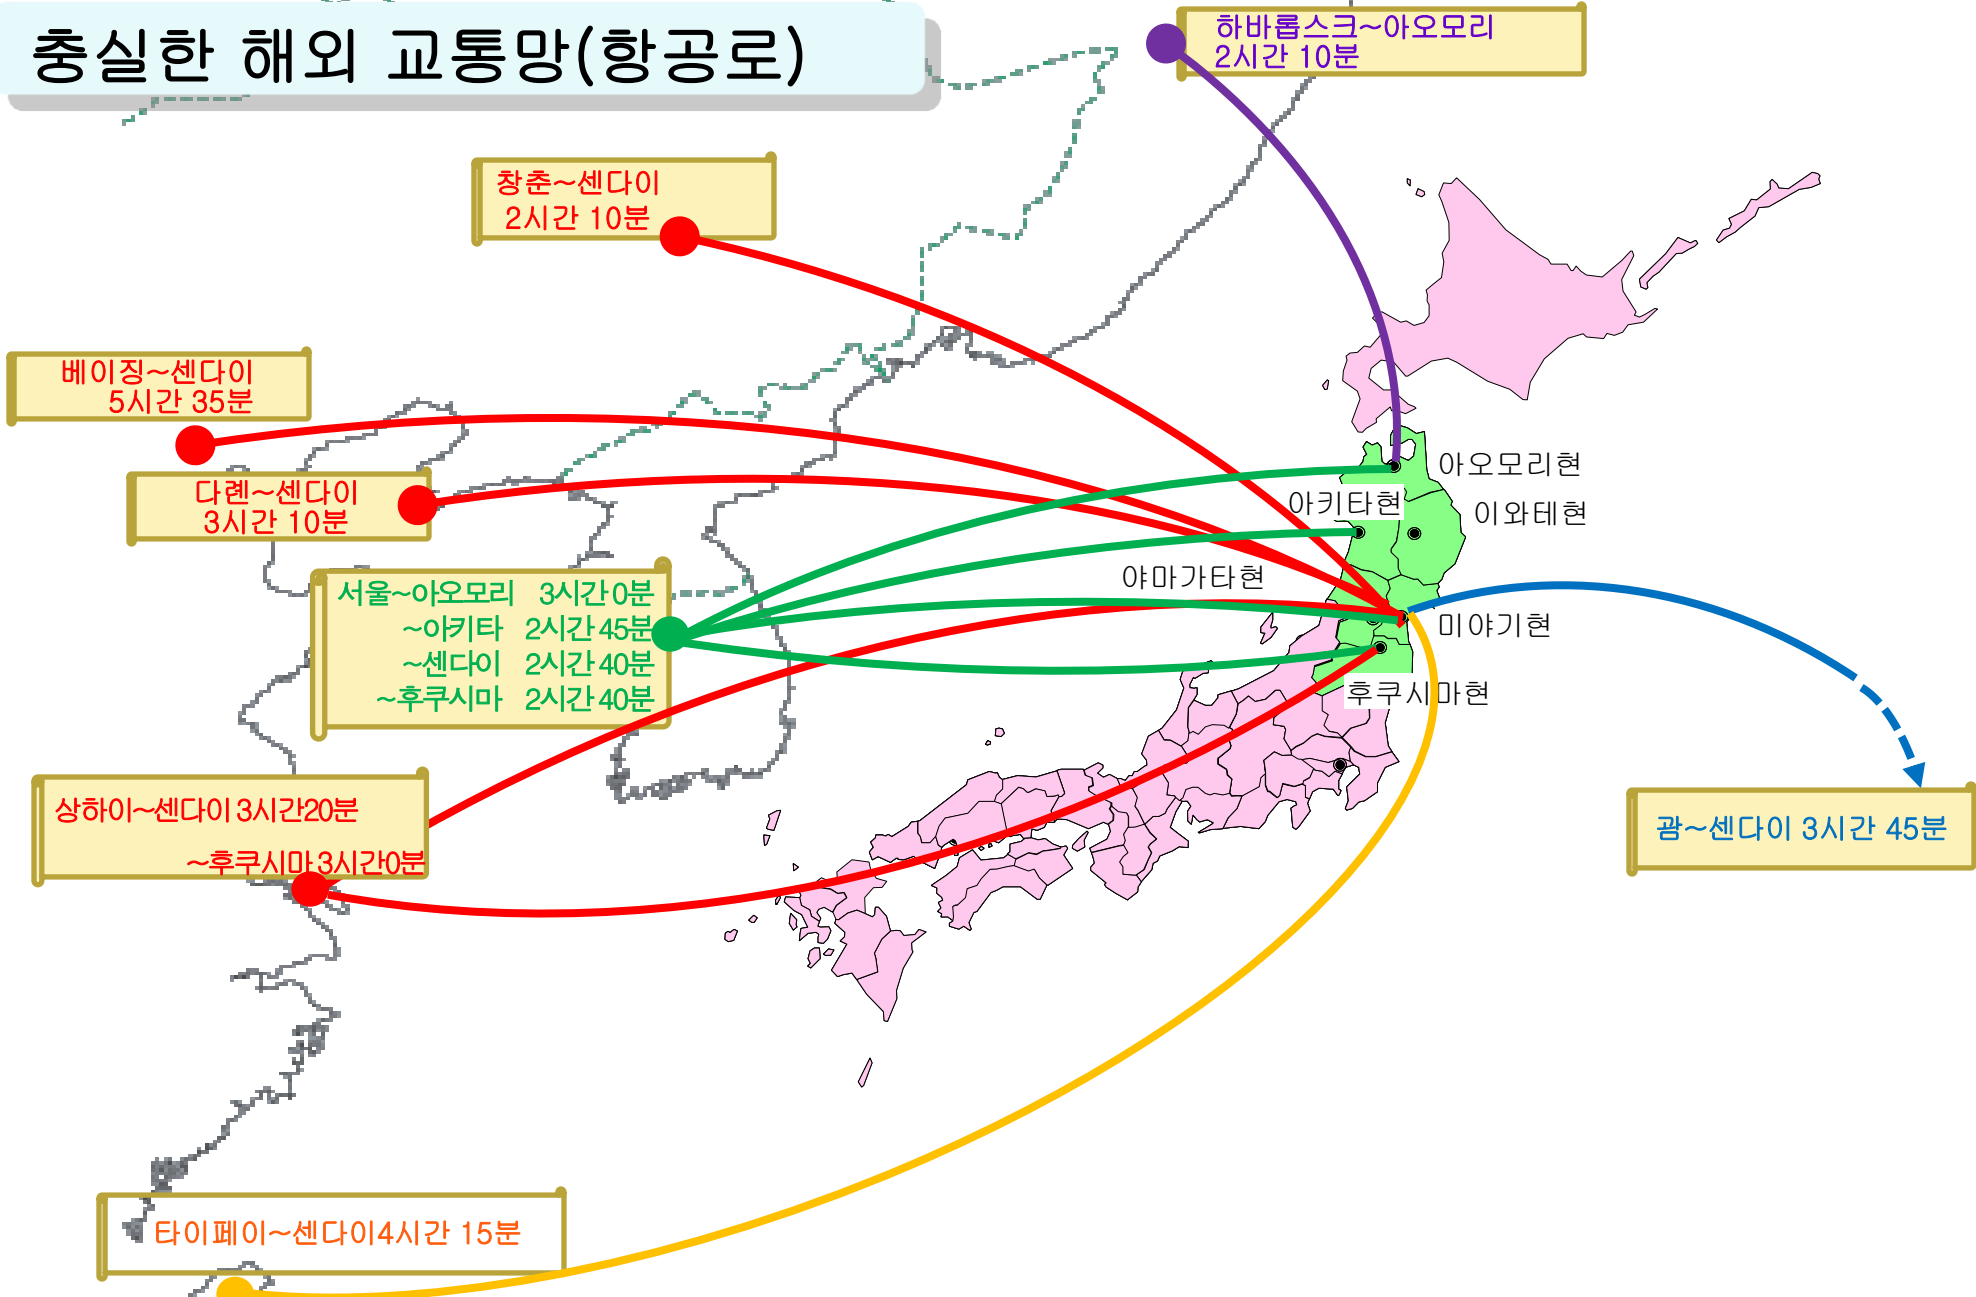 충실한 해외 교통망(항공로)
하바롭스크~아오모리
2시간 10분
창춘~센다이
2시간 10분
베이징~센다이
5시간 35분
다롄~센다이
3시간 10분
아오모리현
아키타현
이와테현
야마가타현
미야기현
후쿠시마현
서울~아오모리 3시간 0분
~아키타 2시간 45분
~센다이 2시간 40분
~후쿠시마 2시간 40분
상하이~센다이 3시간20분
~후쿠시마 3시간0분
괌~센다이 3시간 45분
타이페이~센다이4시간 15분